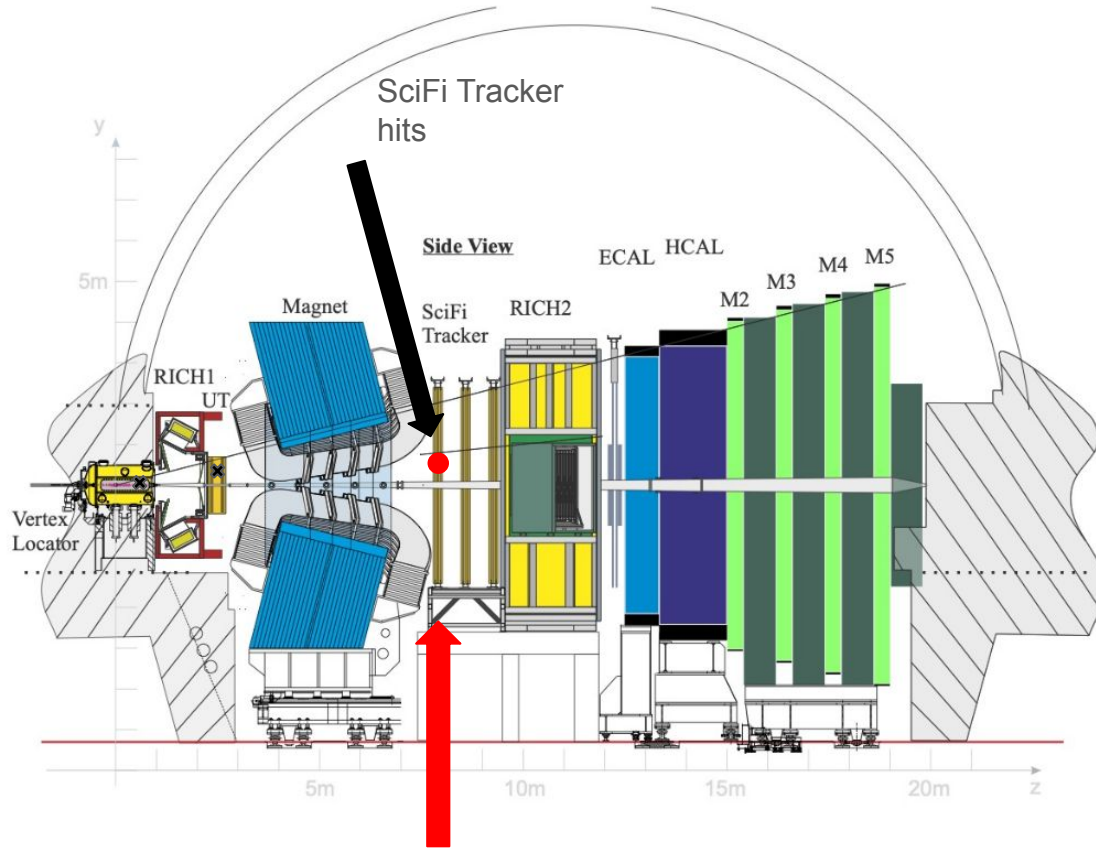 SciFi Tracker
hits
y
Side View
5m
ECAL
HCAL
M2
M3
M4
M5
Magnet
SciFi
Tracker
RICH2
RICH1
UT
Vertex
Locator
5m
10m
15m
20m
z